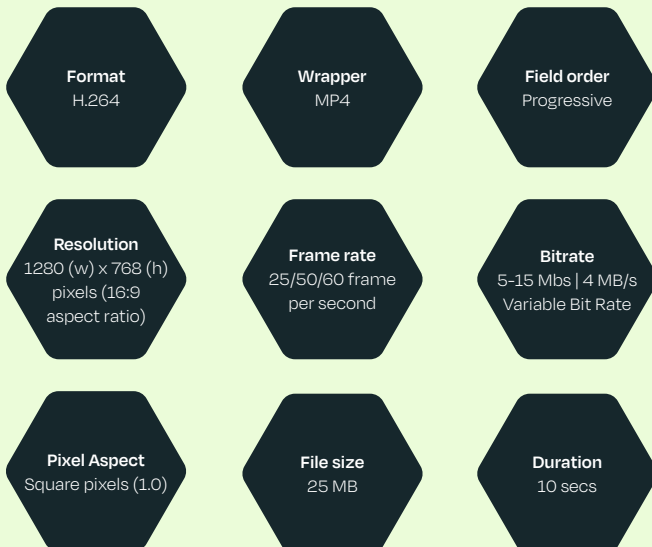 Format
H.264
Wrapper
MP4
Field order
Progressive
Resolution
1280 (w) x 768 (h)
pixels (16:9
aspect ratio)
Frame rate
25/50/60 frame
per second
Bitrate
5-15 Mbs | 4 MB/s
Variable Bit Rate
Pixel Aspect
Square pixels (1.0)
File size
25 MB
Duration
10 secs